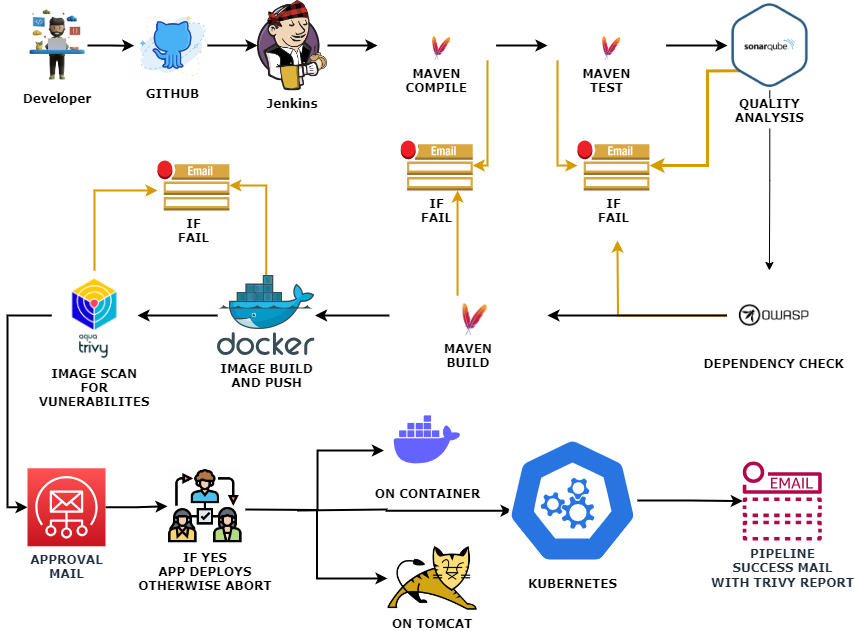 Developer
GITHUB
Jenkins
MAVEN
COMPILE
MAVEN
TEST
sonarqube
QUALITY
ANALYSIS
Email
IF
FAIL
Email
IF
FAIL
Email
IF
FAIL
aqua
trivy
IMAGE SCAN
FOR
VUNERABILITES
docker
IMAGE BUILD
AND PUSH
MAVEN
BUILD
OWASP
DEPENDENCY CHECK
APPROVAL
MAIL
IF YES
APP DEPLOYS
OTHERWISE ABORT
ON CONTAINER
ON TOMCAT
KUBERNETES
EMAIL
PIPELINE
SUCCESS MAIL
WITH TRIVY REPORT